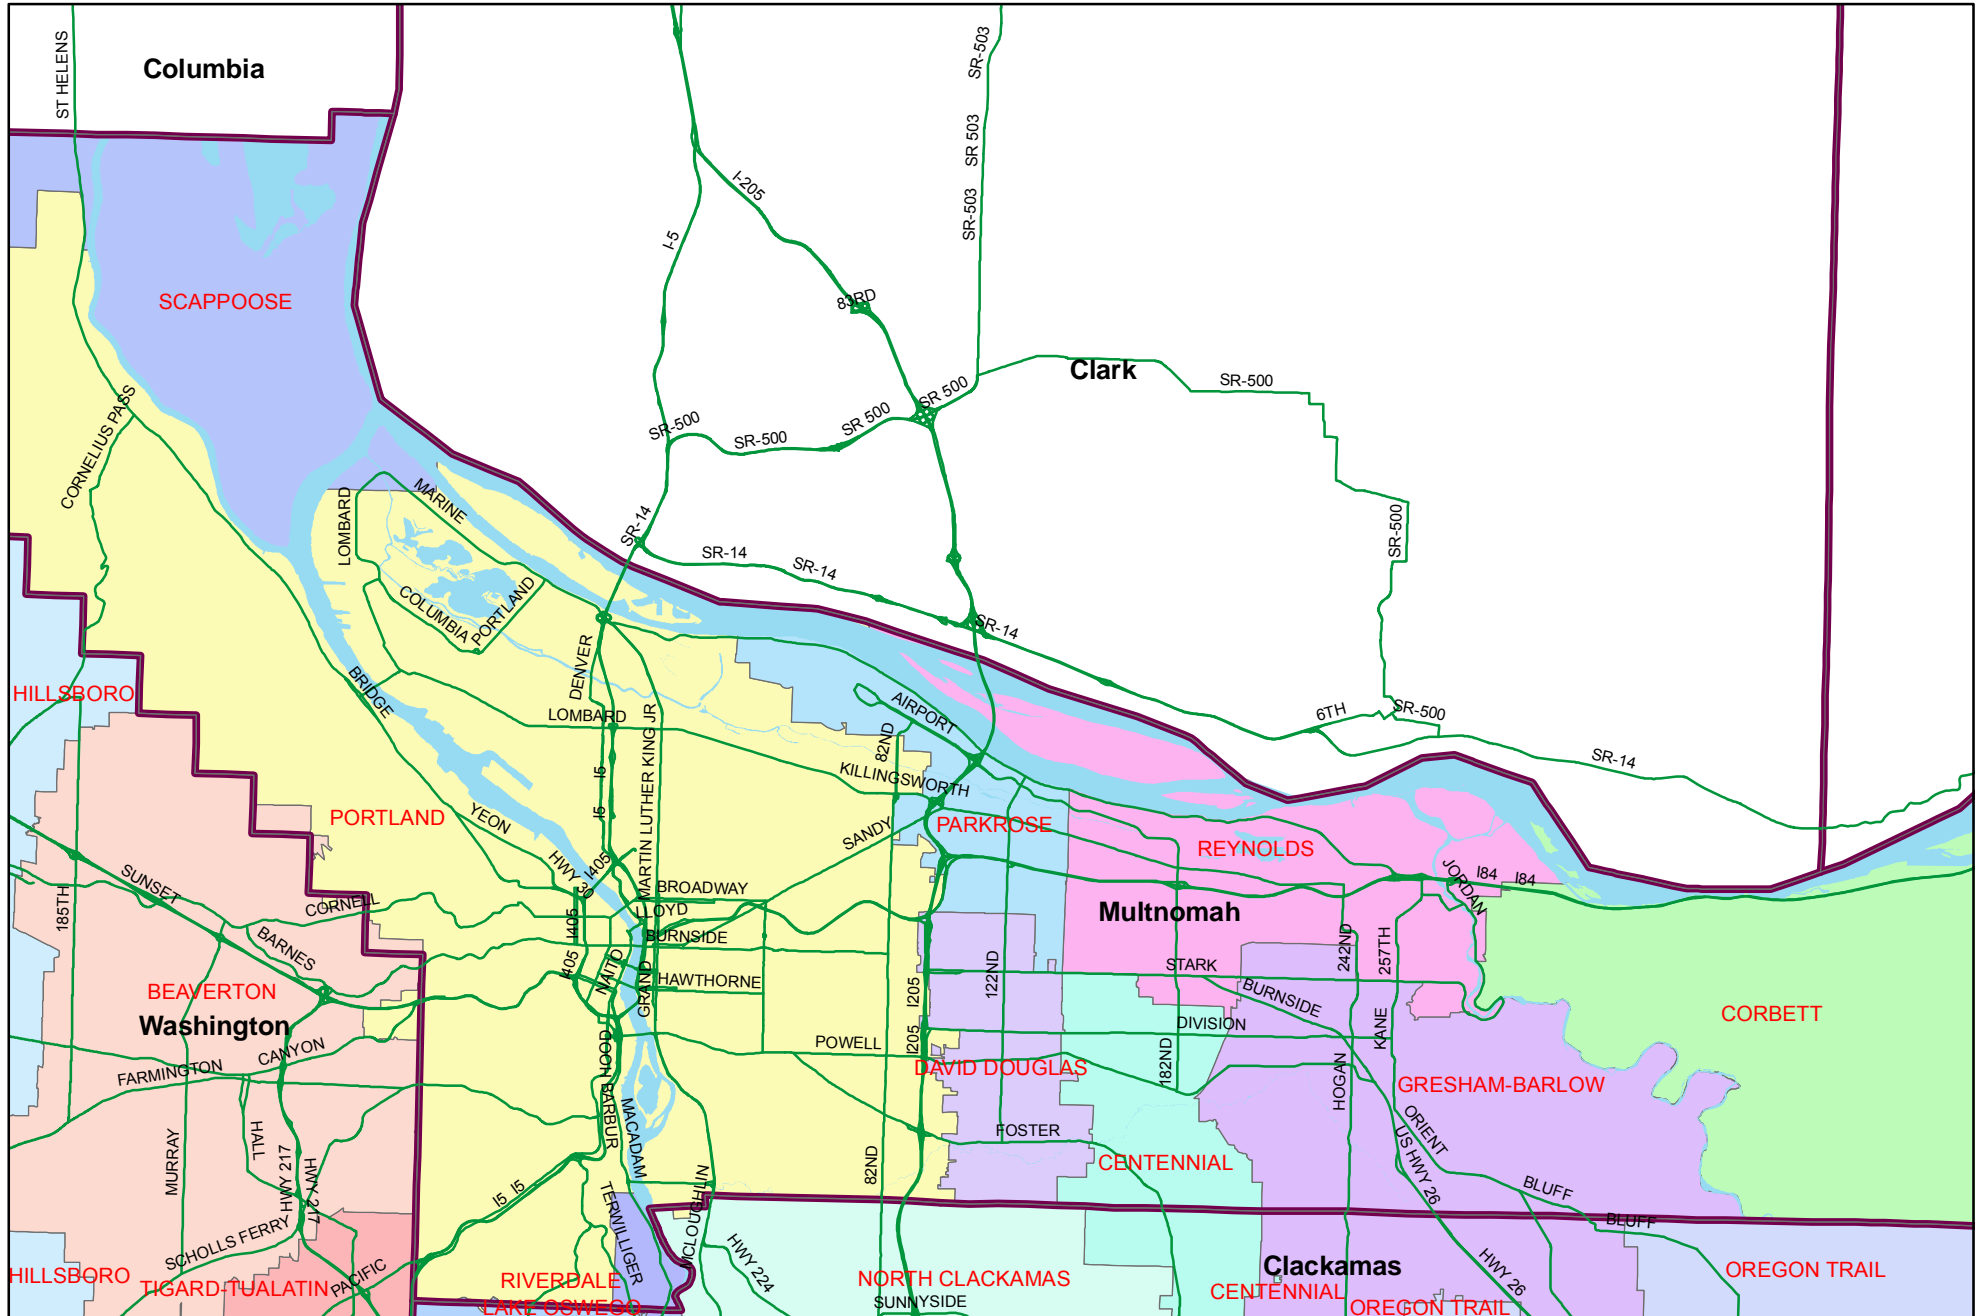 ST HELENS
Columbia
SR-503
SR 503
SR-503
I-205
I-5
83RD
SCAPPOOSE
Clark
SR-500
SR 500
SR 500
SR-500
SR-500
CORNELIUS PASS
MARINE
LOMBARD
SR-14
SR-14
SR-14
SR-500
COLUMBIA
PORTLAND
SR-14
DENVER
HILLSBORO
BRIDGE
LOMBARD
MARTIN LUTHER KING JR
AIRPORT
82ND
6TH
SR-500
SR-14
I5
I5
KILLINGSWORTH
PORTLAND
YEON
SANDY
PARKROSE
REYNOLDS
HWY 30
I405
JORDAN
I84
I84
SUNSET
185TH
CORNELL
BROADWAY
LLOYD
I405
BURNSIDE
Multnomah
BARNES
405
NAITO
GRAND
HAWTHORNE
I205
122ND
STARK
242ND
257TH
BURNSIDE
BEAVERTON
Washington
CORBETT
CANYON
FARMINGTON
HOOD
POWELL
I205
DIVISION
KANE
DAVID DOUGLAS
182ND
HOGAN
GRESHAM-BARLOW
BARBUR
MACADAM
MURRAY
HALL
HWY 217
HWY 217
FOSTER
ORIENT
US HWY 26
CENTENNIAL
82ND
I5
I5
TERWILLIGER
MCLOUGHLIN
BLUFF
BLUFF
SCHOLLS FERRY
HWY 224
HILLSBORO
TIGARD-TUALATIN
PACIFIC
RIVERDALE
LAKE OSWEGO
NORTH CLACKAMAS
SUNNYSIDE
Clackamas
CENTENNIAL
HWY 26
OREGON TRAIL
OREGON TRAIL